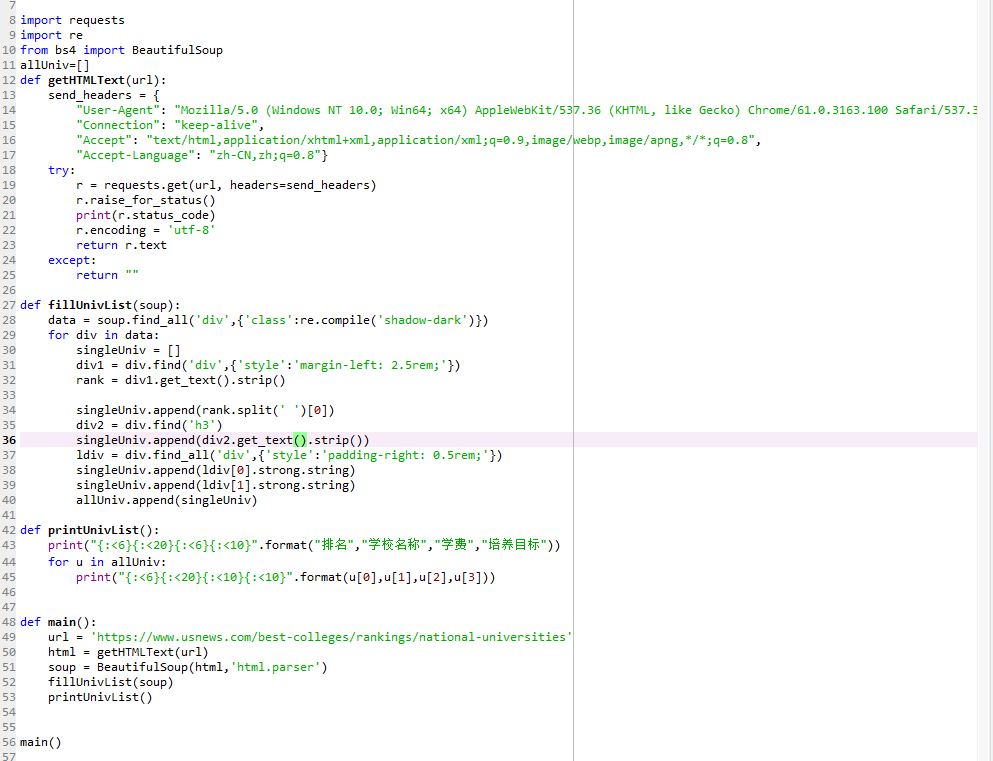 7
8 import requests
9 import re
10 from bs4 import BeautifulSoup
11 allUniv=[]
12 def getHTMLText(url):
13     send_headers = {
14         "User-Agent": "Mozilla/5.0 (Windows NT 10.0; Win64; x64) AppleWebKit/537.36 (KHTML, like Gecko) Chrome/61.0.3163.100 Safari/537.3
15         "Connection": "keep-alive",
16         "Accept": "text/html,application/xhtml+xml,application/xml;q=0.9,image/webp,image/apng,*/*;q=0.8",
17         "Accept-Language": "zh-CN,zh;q=0.8"}
18     try:
19         r = requests.get(url, headers=send_headers)
20         r.raise_for_status()
21         print(r.status_code)
22         r.encoding = 'utf-8'
23         return r.text
24     except:
25         return ""
26
27 def fillUnivList(soup):
28     data = soup.find_all('div',{'class':re.compile('shadow-dark')})
29     for div in data:
30         singleUniv = []
31         div1 = div.find('div',{'style':'margin-left: 2.5rem;'})
32         rank = div1.get_text().strip()
33
34         singleUniv.append(rank.split(' ')[0])
35         div2 = div.find('h3')
36         singleUniv.append(div2.get_text().strip())
37         ldiv = div.find_all('div',{'style':'padding-right: 0.5rem;'})
38         singleUniv.append(ldiv[0].strong.string)
39         singleUniv.append(ldiv[1].strong.string)
40         allUniv.append(singleUniv)
41
42 def printUnivList():
43     print("{:<6}{:<20}{:<6}{:<10}".format("排名","学校名称","学费","培养目标"))
44     for u in allUniv:
45         print("{:<6}{:<20}{:<10}{:<10}".format(u[0],u[1],u[2],u[3]))
46
47
48 def main():
49     url = 'https://www.usnews.com/best-colleges/rankings/national-universities'
50     html = getHTMLText(url)
51     soup = BeautifulSoup(html,'html.parser')
52     fillUnivList(soup)
53     printUnivList()
54
55
56 main()
57